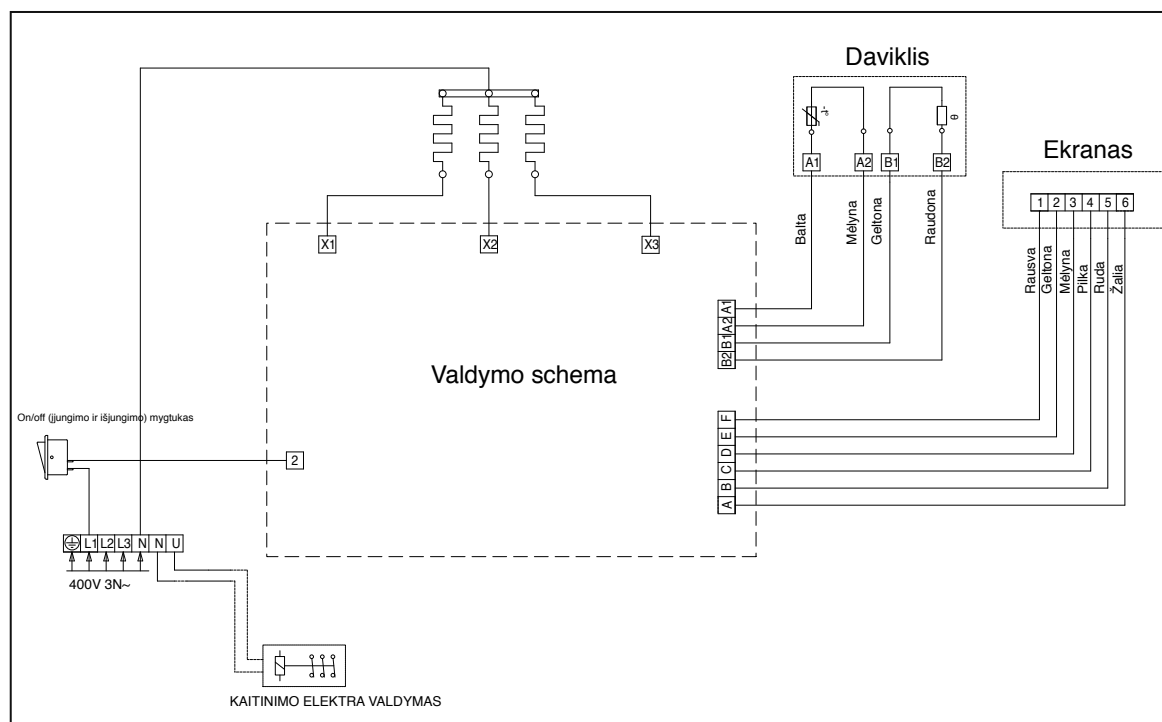 Daviklis
Ekranas
θ
A1 A2 B1 B2
1 2 3 4 5 6
Balta
Mėlyna
Geltona
Raudona
Rausva
Geltona
Mėlyna
Pilka
Ruda
Žalia
X1 X2 X3
A1
A2
B1
B2
Valdymo schema
On/off (įjungimo ir išjungimo) mygtukas
2
F
E
D
C
B
A
L1 L2 L3 N N U
400V 3N~
KAITINIMO ELEKTRA VALDYMAS